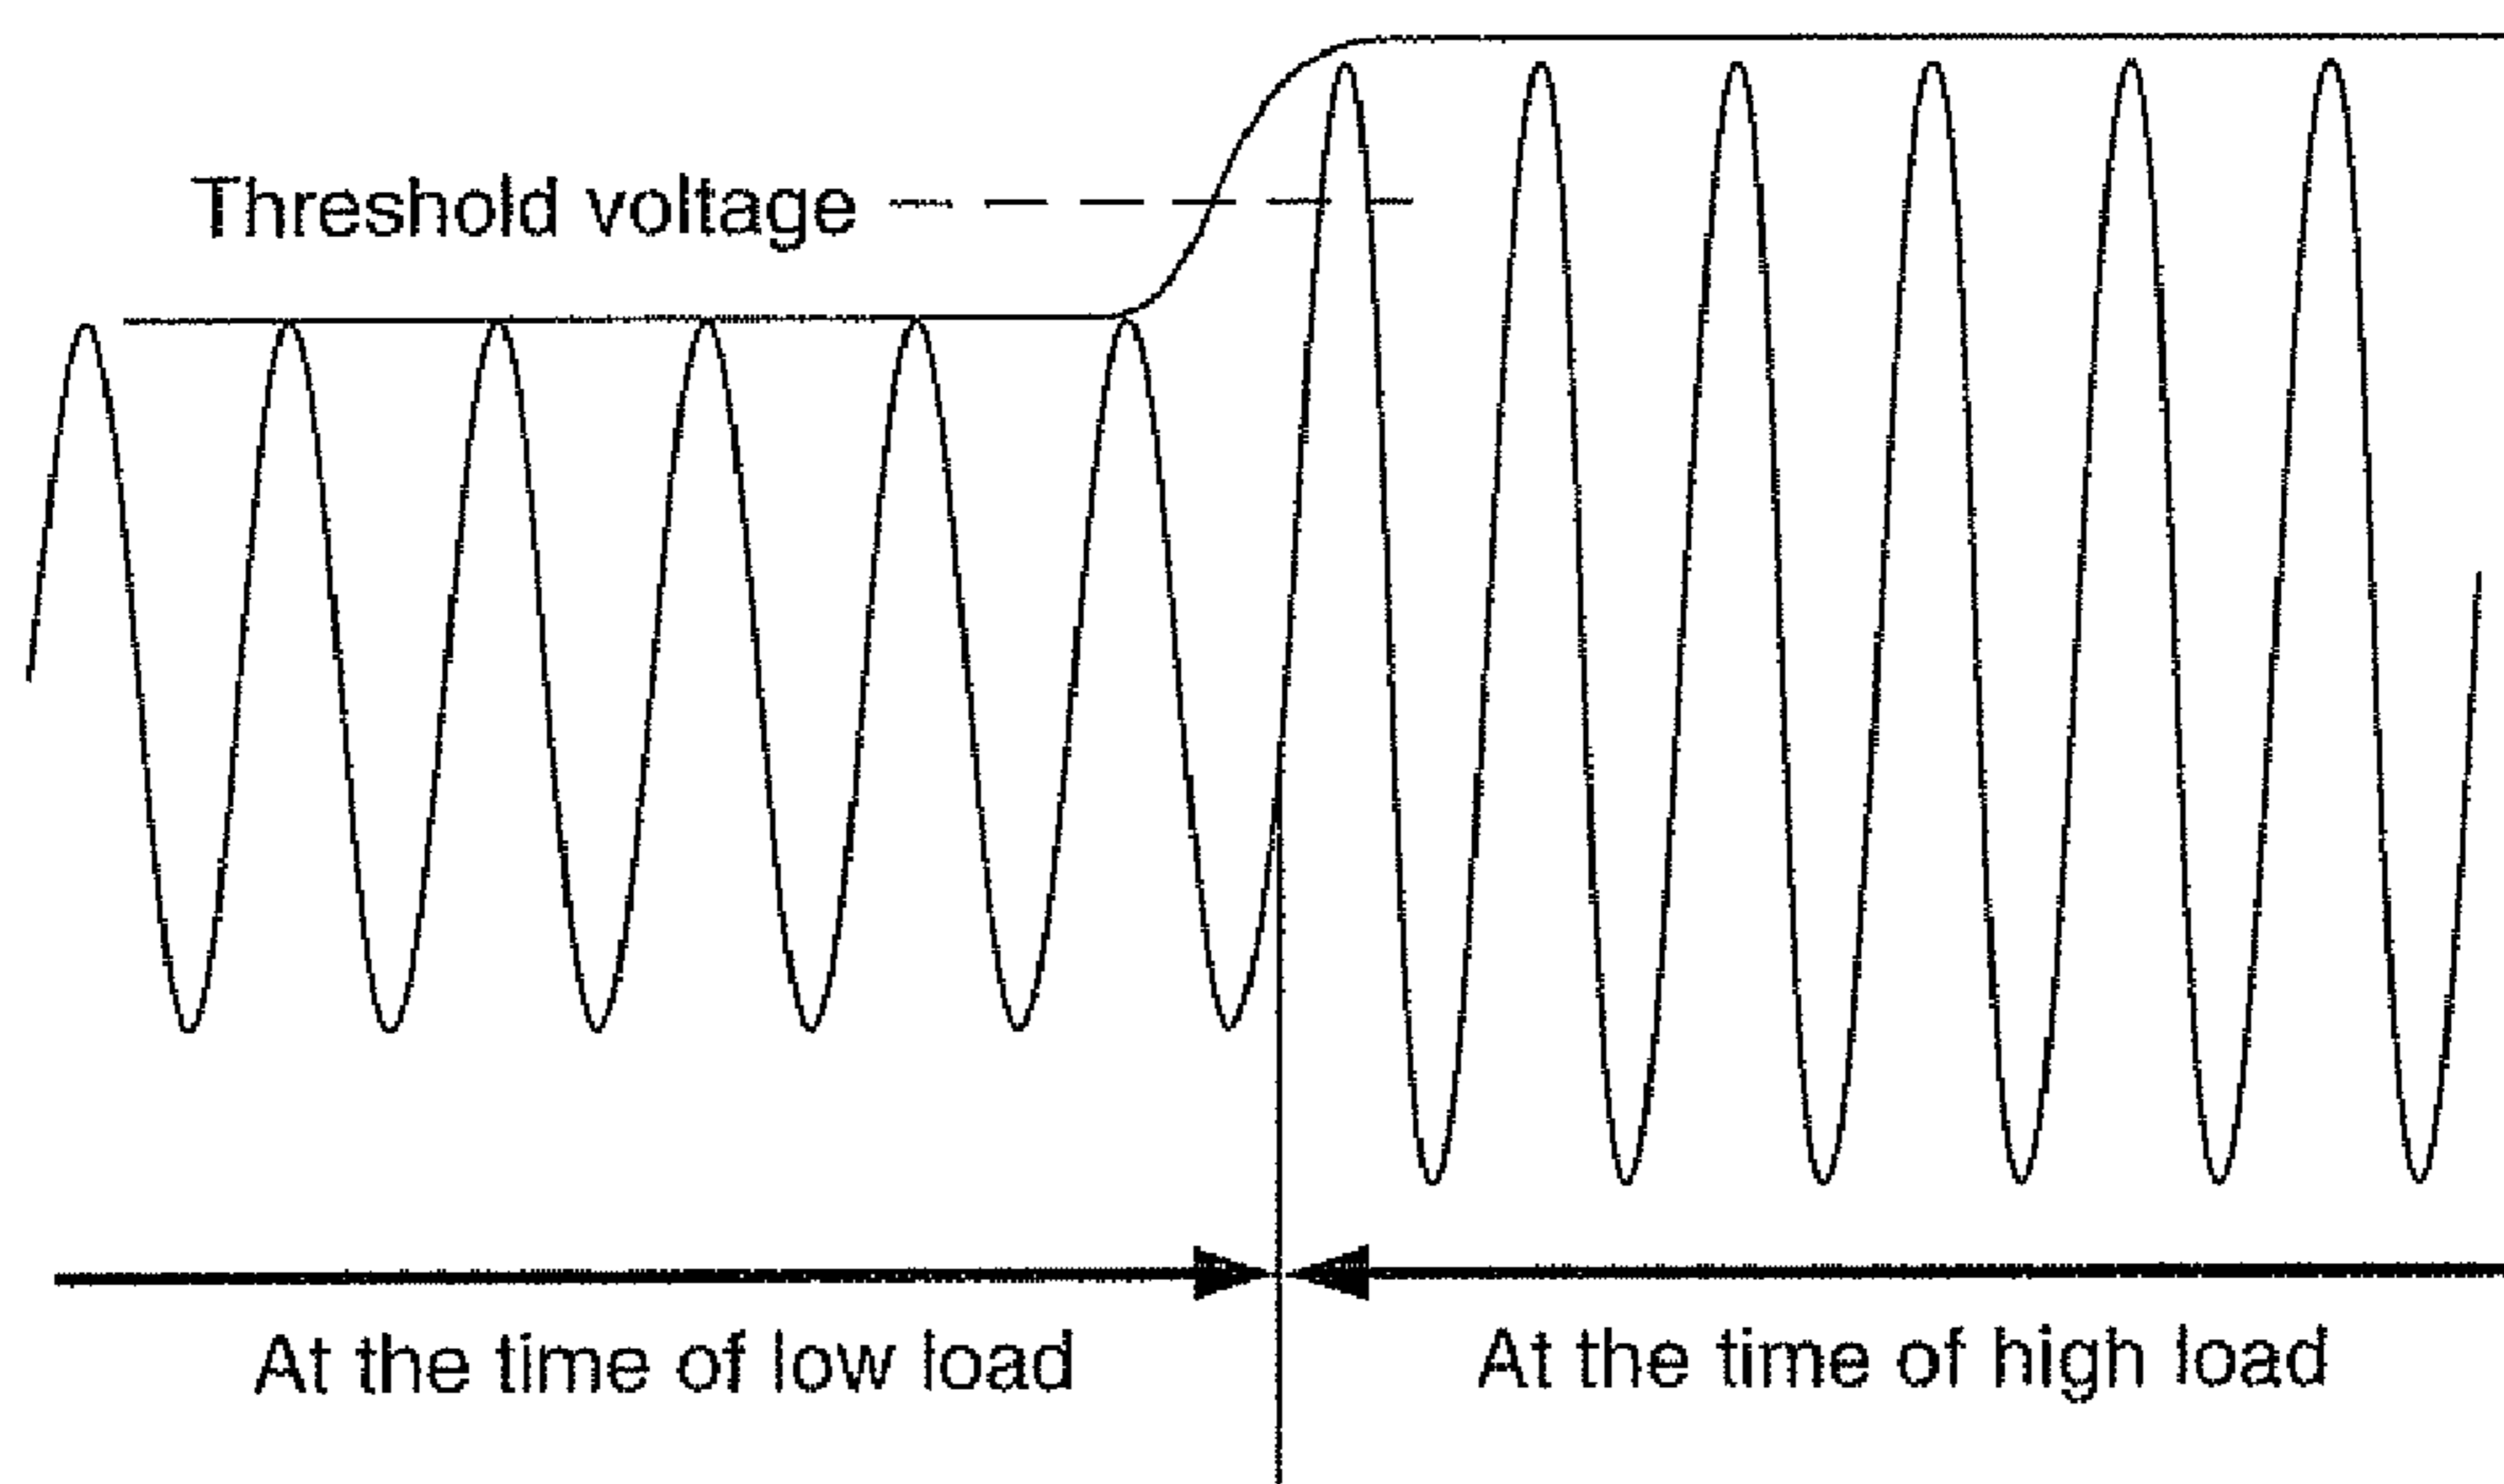 Threshold voltage
At the time of low load
At the time of high load